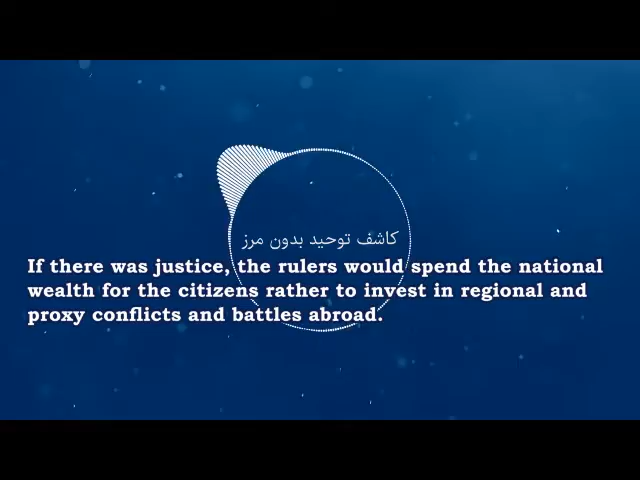 کاشف توحید بدون مرز
If there was justice, the rulers would spend the national
wealth for the citizens rather to invest in regional and
proxy conflicts and battles abroad.